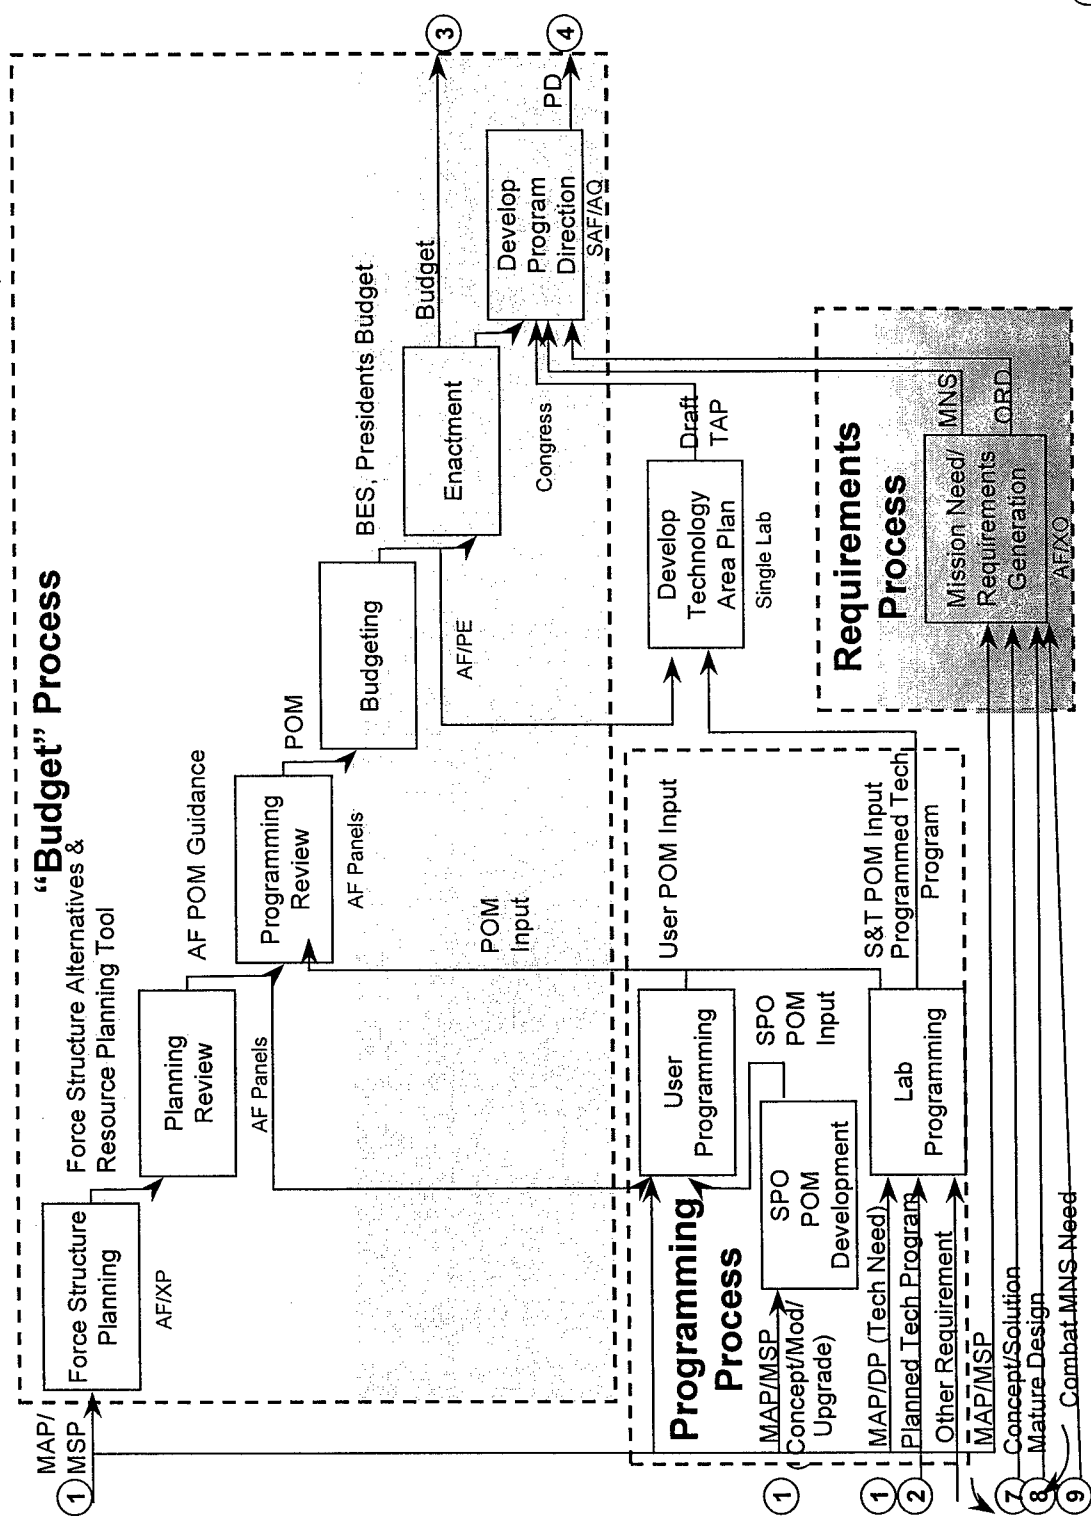 "Budget" Process
MAP/
① MSP
Force Structure
Planning
AF/XP
Force Structure Alternatives &
Resource Planning Tool
Planning
Review
AF Panels
AF POM Guidance
Programming
Review
AF Panels
POM
Budgeting
AF/PE
BES, Presidents Budget
Enactment
Congress
Budget
③
Develop
Program
Direction
SAF/AQ
PD
④
POM
Input
Programming
Process
User
Programming
User POM Input
① MAP/MSP
(Concept/Mod/
Upgrade)
SPO
POM
Development
SPO
POM
Input
① MAP/DP (Tech Need)
② Planned Tech Program
Other Requirement
Lab
Programming
S&T POM Input
Programmed Tech
Program
Develop
Technology
Area Plan
Single Lab
Draft
TAP
Requirements
Process
MAP/MSP
⑦ Concept/Solution
⑧ Mature Design
⑨ Combat MNS Need
Mission Need/
Requirements
Generation
AF/XO
MNS
ORD